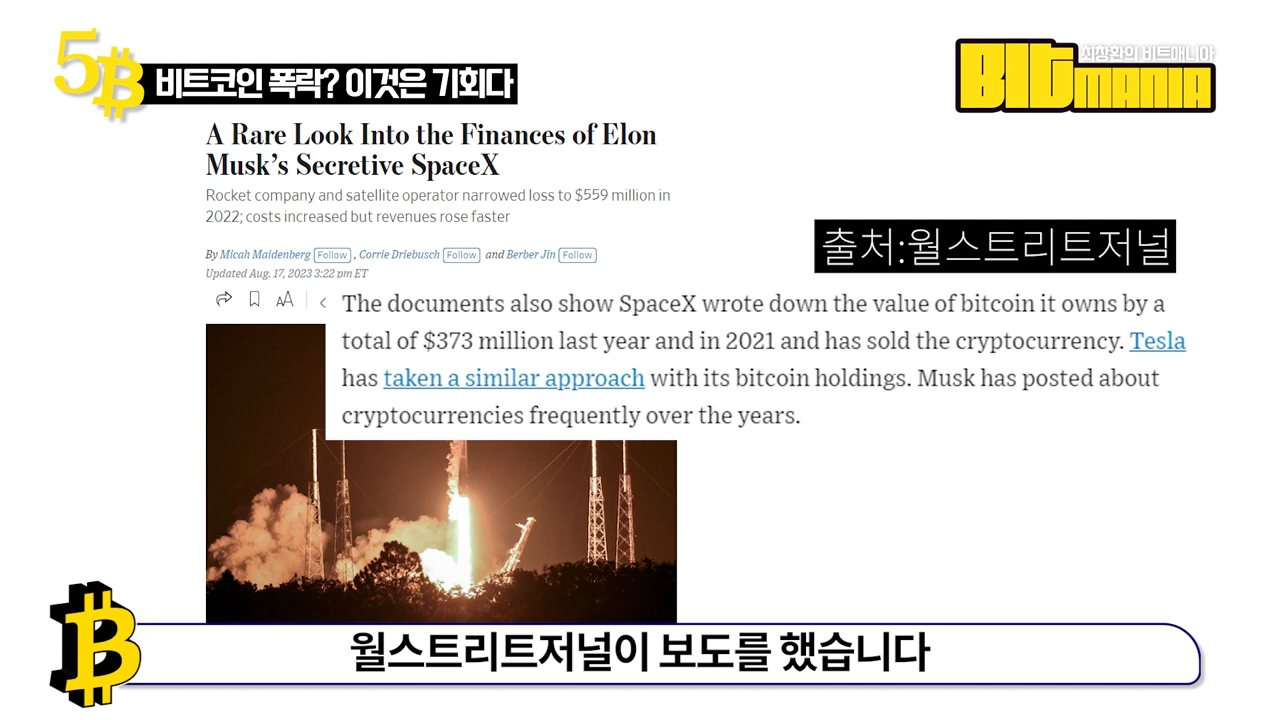 5₿
비트코인 폭락? 이것은 기회다
최창환의 비트매니아
BIT MANIA
A Rare Look Into the Finances of Elon
Musk’s Secretive SpaceX
Rocket company and satellite operator narrowed loss to $559 million in
2022; costs increased but revenues rose faster
By Micah Maidenberg Follow , Corrie Driebusch Follow and Berber Jin Follow
Updated Aug. 17, 2023 3:22 pm ET
AA
출처:월스트리트저널
The documents also show SpaceX wrote down the value of bitcoin it owns by a
total of $373 million last year and in 2021 and has sold the cryptocurrency. Tesla
has taken a similar approach with its bitcoin holdings. Musk has posted about
cryptocurrencies frequently over the years.
₿
월스트리트저널이 보도를 했습니다